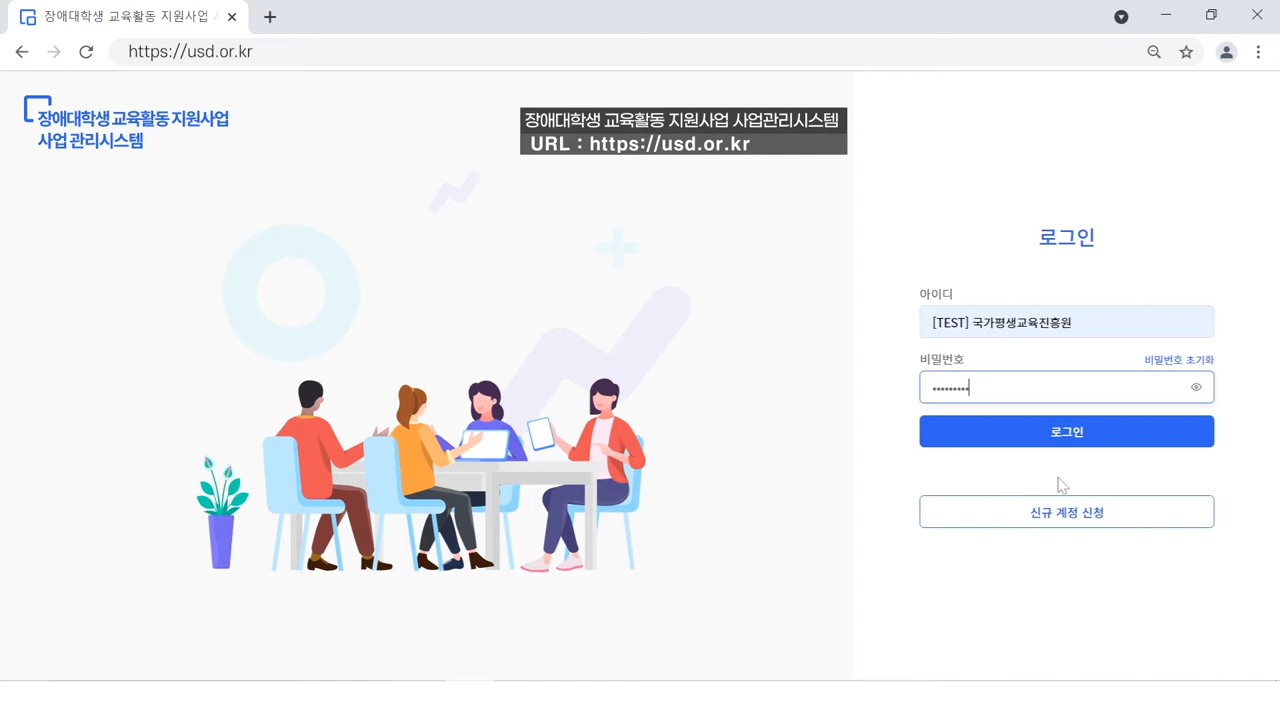 장애대학생 교육활동 지원사업
https://usd.or.kr
장애대학생 교육활동 지원사업
사업 관리시스템
장애대학생 교육활동 지원사업 사업관리시스템
URL : https://usd.or.kr
로그인
아이디
[TEST] 국가평생교육진흥원
비밀번호
비밀번호 초기화
•••••••••
로그인
신규 계정 신청